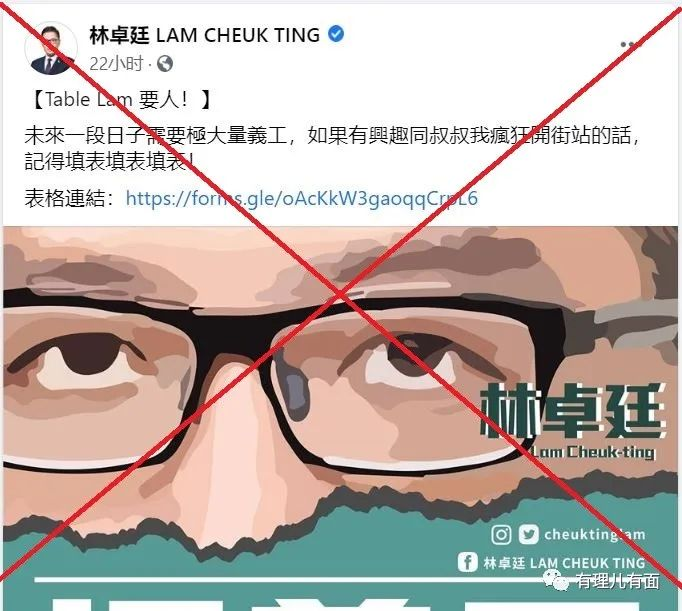 林卓廷 LAM CHEUK TING
22小时
【Table Lam 要人！】
未來一段日子需要極大量義工，如果有興趣同叔叔我瘋狂開街站的話，
記得填表填表填表！
表格連結：https://forms.gle/oAcKkW3gaoqqCrpL6
林卓廷
Lam Cheuk-ting
cheuktinglam
林卓廷 LAM CHEUK TING
有理儿有面